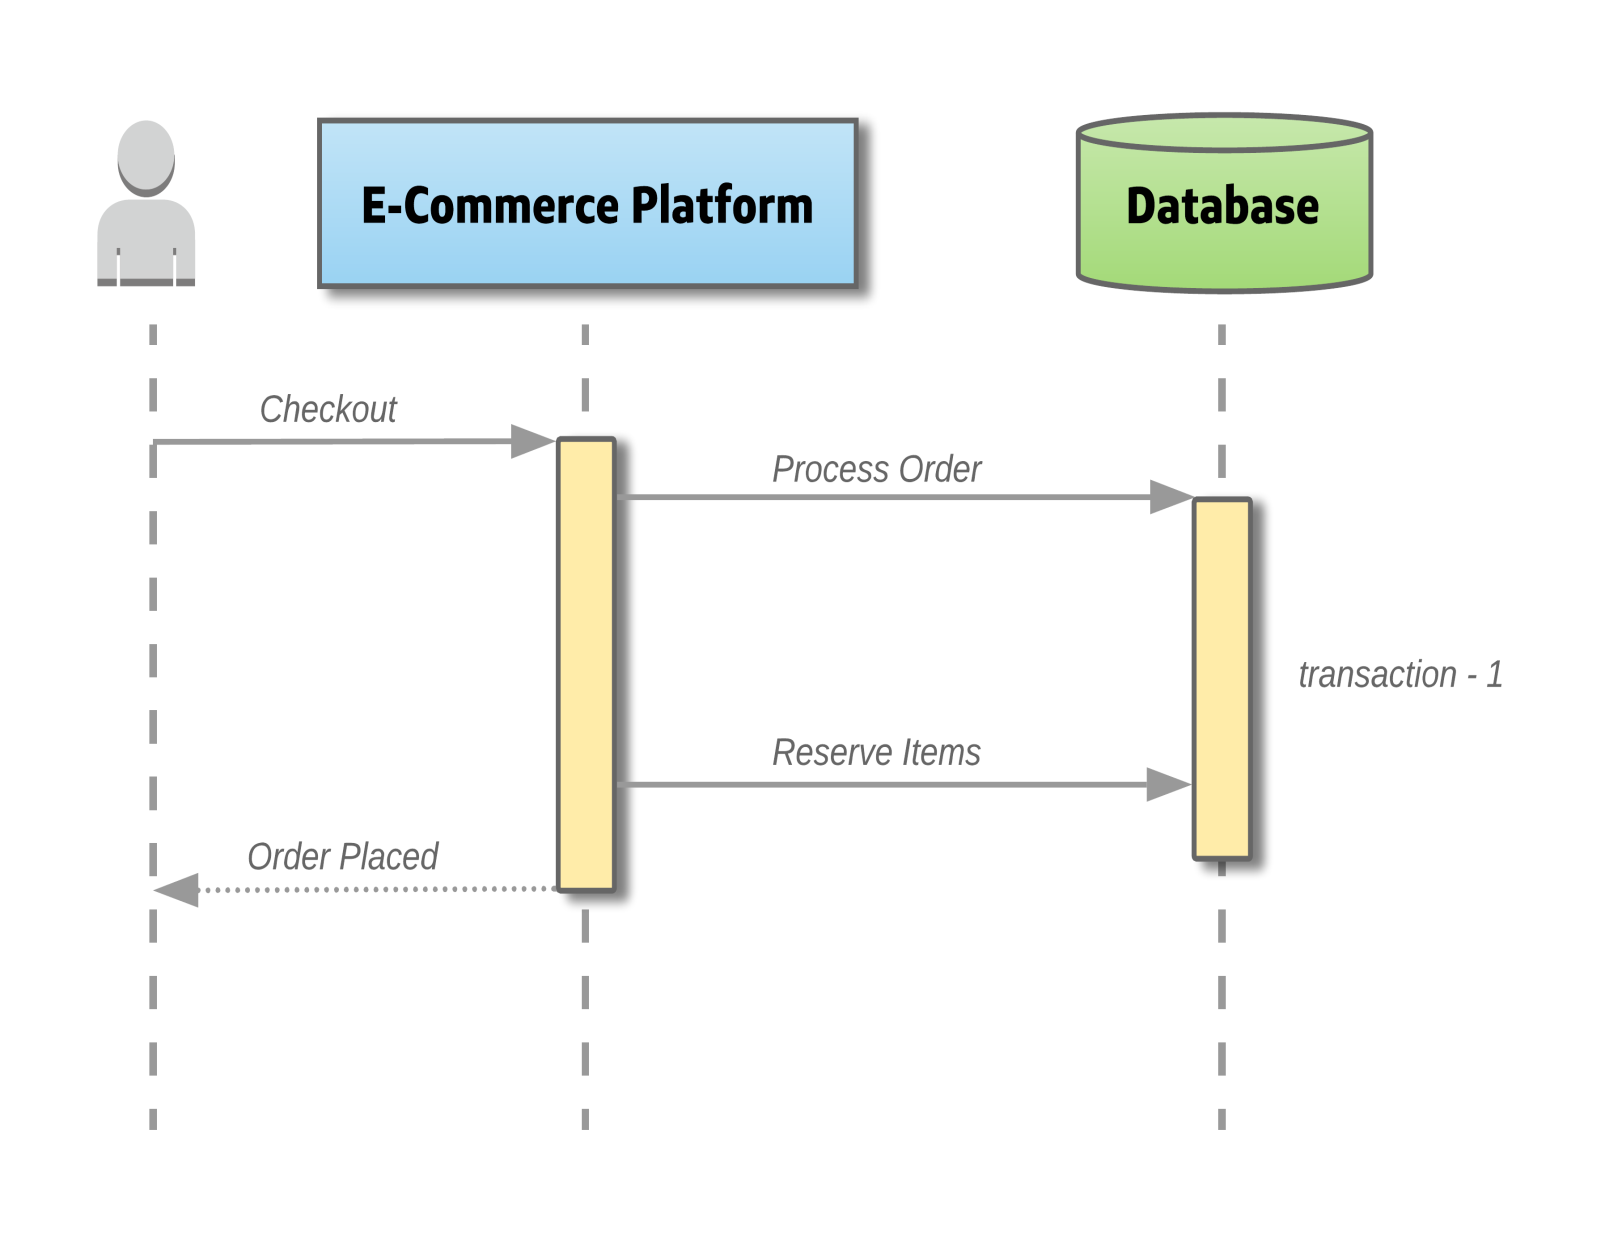 E-Commerce Platform
Database
Checkout
Process Order
transaction - 1
Reserve Items
Order Placed